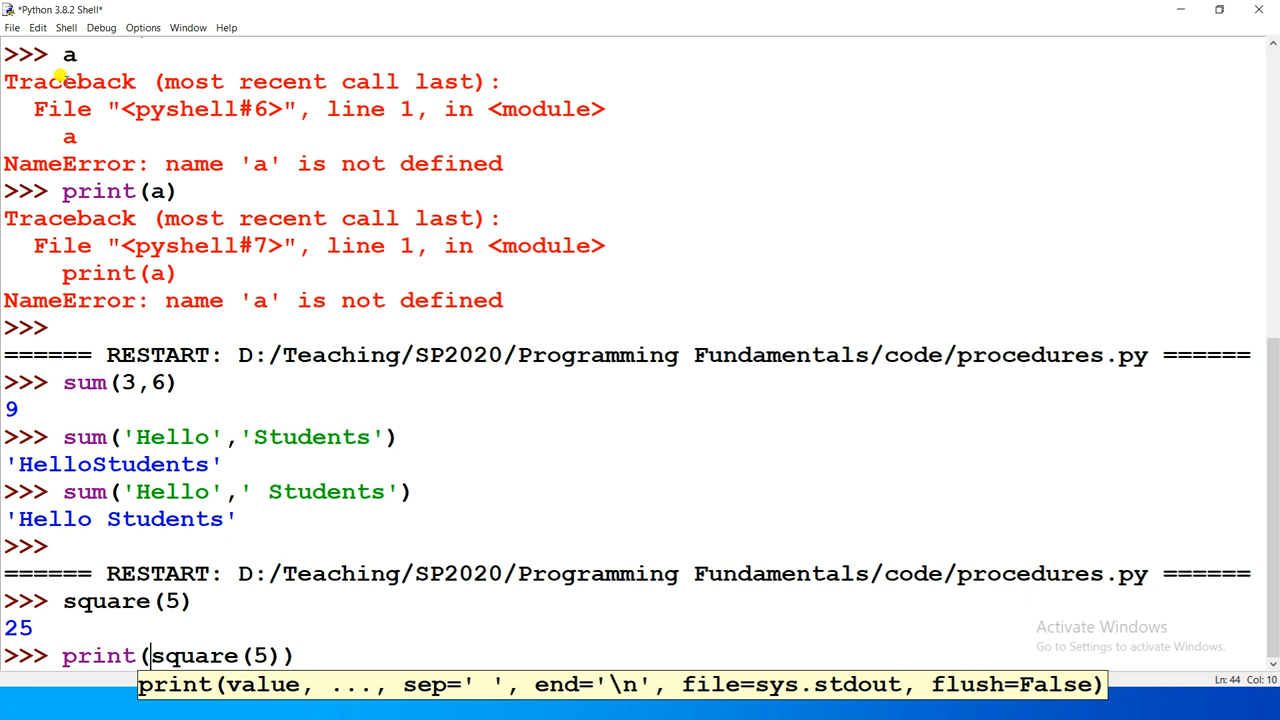 *Python 3.8.2 Shell*
File Edit Shell Debug Options Window Help
>>> a
Traceback (most recent call last):
  File "<pyshell#6>", line 1, in <module>
    a
NameError: name 'a' is not defined
>>> print(a)
Traceback (most recent call last):
  File "<pyshell#7>", line 1, in <module>
    print(a)
NameError: name 'a' is not defined
>>>
====== RESTART: D:/Teaching/SP2020/Programming Fundamentals/code/procedures.py ======
>>> sum(3,6)
9
>>> sum('Hello','Students')
'HelloStudents'
>>> sum('Hello',' Students')
'Hello Students'
>>>
====== RESTART: D:/Teaching/SP2020/Programming Fundamentals/code/procedures.py ======
>>> square(5)
25
>>> print(square(5))
print(value, ..., sep=' ', end='\n', file=sys.stdout, flush=False)
Activate Windows
Go to Settings to activate Windows.
Ln: 44 Col: 10